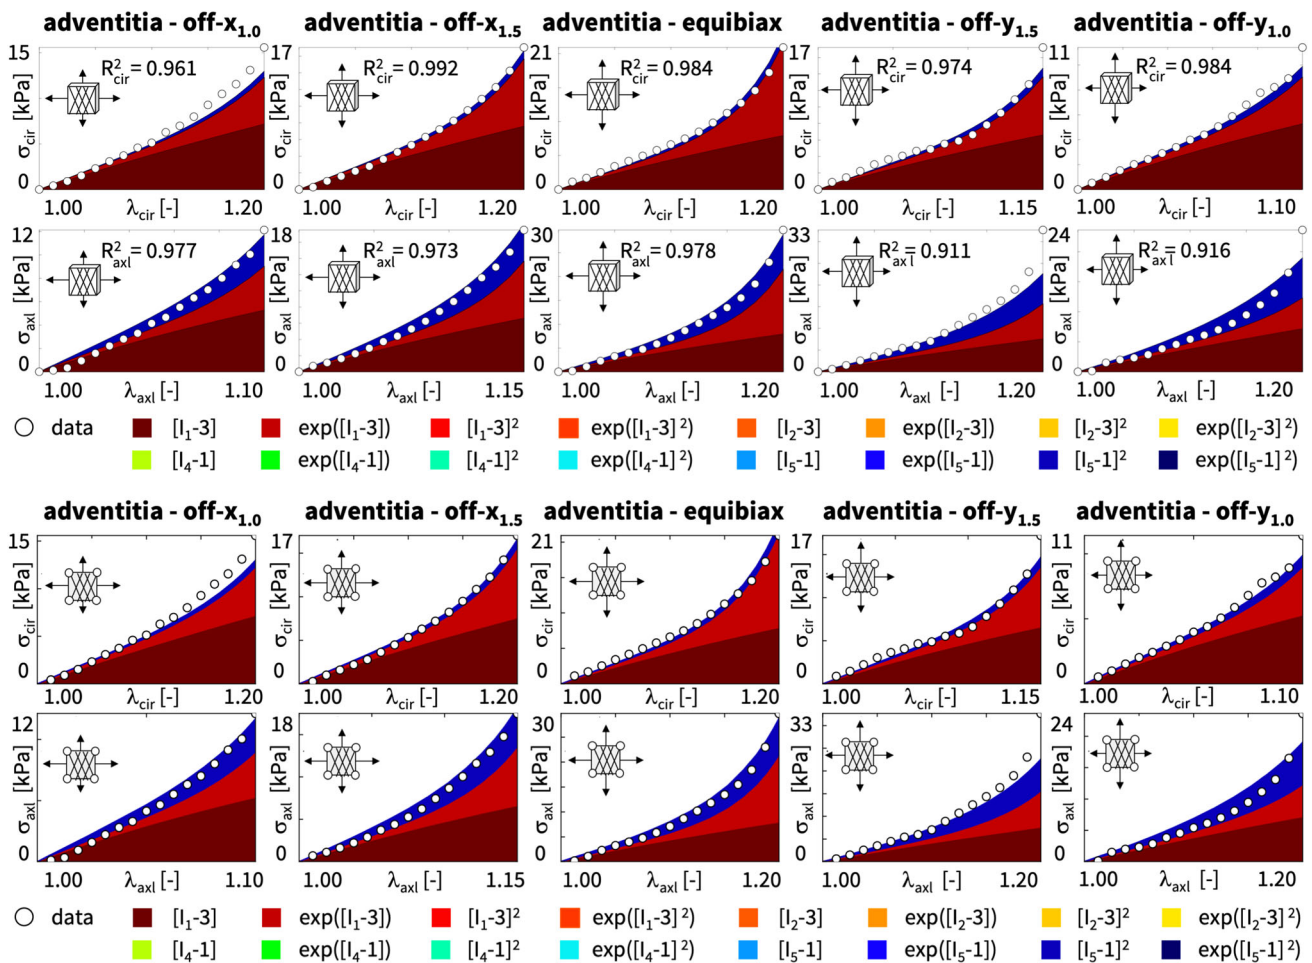 adventitia - off-x1.0 adventitia - off-x1.5 adventitia - equibiax adventitia - off-y1.5 adventitia - off-y1.0
15 R²cir = 0.961 17 R²cir = 0.992 21 R²cir = 0.984 17 R²cir = 0.974 11 R²cir = 0.984
σcir [kPa] σcir [kPa] σcir [kPa] σcir [kPa] σcir [kPa]
0 0 0 0 0
1.00 λcir [-] 1.20 1.00 λcir [-] 1.20 1.00 λcir [-] 1.20 1.00 λcir [-] 1.15 1.00 λcir [-] 1.10
12 R²axl = 0.977 18 R²axl = 0.973 30 R²axl = 0.978 33 R²axl = 0.911 24 R²axl = 0.916
σaxl [kPa] σaxl [kPa] σaxl [kPa] σaxl [kPa] σaxl [kPa]
0 0 0 0 0
1.00 λaxl [-] 1.10 1.00 λaxl [-] 1.15 1.00 λaxl [-] 1.20 1.00 λaxl [-] 1.20 1.00 λaxl [-] 1.20
data [I1-3] exp([I1-3]) [I1-3]² exp([I1-3]²) [I2-3] exp([I2-3]) [I2-3]² exp([I2-3]²)
[I4-1] exp([I4-1]) [I4-1]² exp([I4-1]²) [I5-1] exp([I5-1]) [I5-1]² exp([I5-1]²)
adventitia - off-x1.0 adventitia - off-x1.5 adventitia - equibiax adventitia - off-y1.5 adventitia - off-y1.0
15 17 21 17 11
σcir [kPa] σcir [kPa] σcir [kPa] σcir [kPa] σcir [kPa]
0 0 0 0 0
1.00 λcir [-] 1.20 1.00 λcir [-] 1.20 1.00 λcir [-] 1.20 1.00 λcir [-] 1.15 1.00 λcir [-] 1.10
12 18 30 33 24
σaxl [kPa] σaxl [kPa] σaxl [kPa] σaxl [kPa] σaxl [kPa]
0 0 0 0 0
1.00 λaxl [-] 1.10 1.00 λaxl [-] 1.15 1.00 λaxl [-] 1.20 1.00 λaxl [-] 1.20 1.00 λaxl [-] 1.20
data [I1-3] exp([I1-3]) [I1-3]² exp([I1-3]²) [I2-3] exp([I2-3]) [I2-3]² exp([I2-3]²)
[I4-1] exp([I4-1]) [I4-1]² exp([I4-1]²) [I5-1] exp([I5-1]) [I5-1]² exp([I5-1]²)